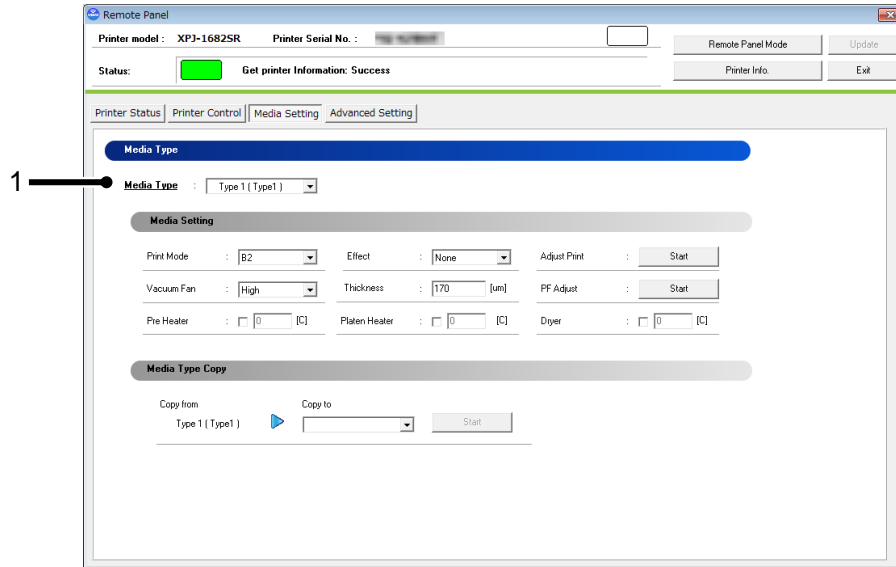 Remote Panel
Printer model : XPJ-1682SR Printer Serial No. :
Remote Panel Mode Update
Status: Get printer Information: Success
Printer Info. Exit
Printer Status Printer Control Media Setting Advanced Setting
Media Type
1
Media Type : Type 1 ( Type1 )
Media Setting
Print Mode : B2 Effect : None Adjust Print : Start
Vacuum Fan : High Thickness : 170 [um] PF Adjust : Start
Pre Heater : 0 [C] Platen Heater : 0 [C] Dryer : 0 [C]
Media Type Copy
Copy from Copy to
Type 1 ( Type1 ) Start